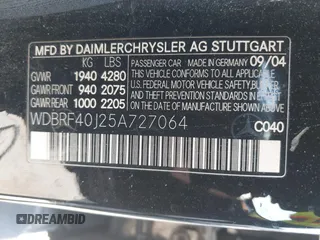 MFD BY DAIMLERCHRYSLER AG STUTTGART
KG LBS
GVWR 1940 4280
GAWR FRONT 940 2075
GAWR REAR 1000 2205
PASSENGER CAR MADE IN GERMANY 09/04
THIS VEHICLE CONFORMS TO ALL APPLICABLE
U.S. FEDERAL MOTOR VEHICLE SAFETY
BUMPER, AND THEFT PREVENTION STANDARDS
IN EFFECT ON THE DATE OF MANUFACTURE
SHOWN ABOVE
WDBRF40J25A727064
C040
DREAMBID